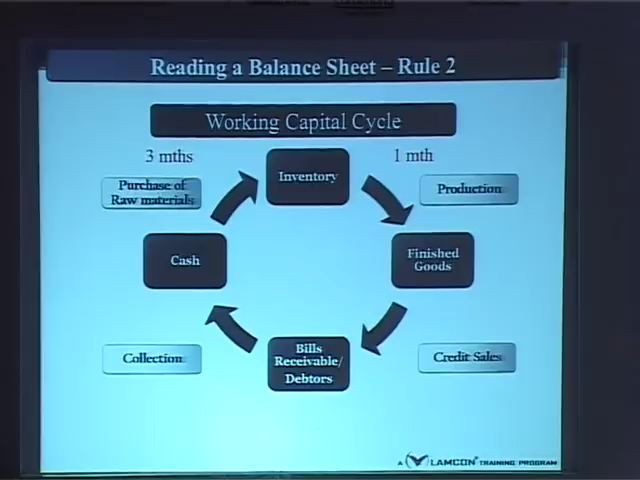 Reading a Balance Sheet – Rule 2
Working Capital Cycle
3 mths
1 mth
Inventory
Purchase of
Raw materials
Production
Cash
Finished
Goods
Bills
Receivable/
Debtors
Collection
Credit Sales
A LAMCON® TRAINING PROGRAM